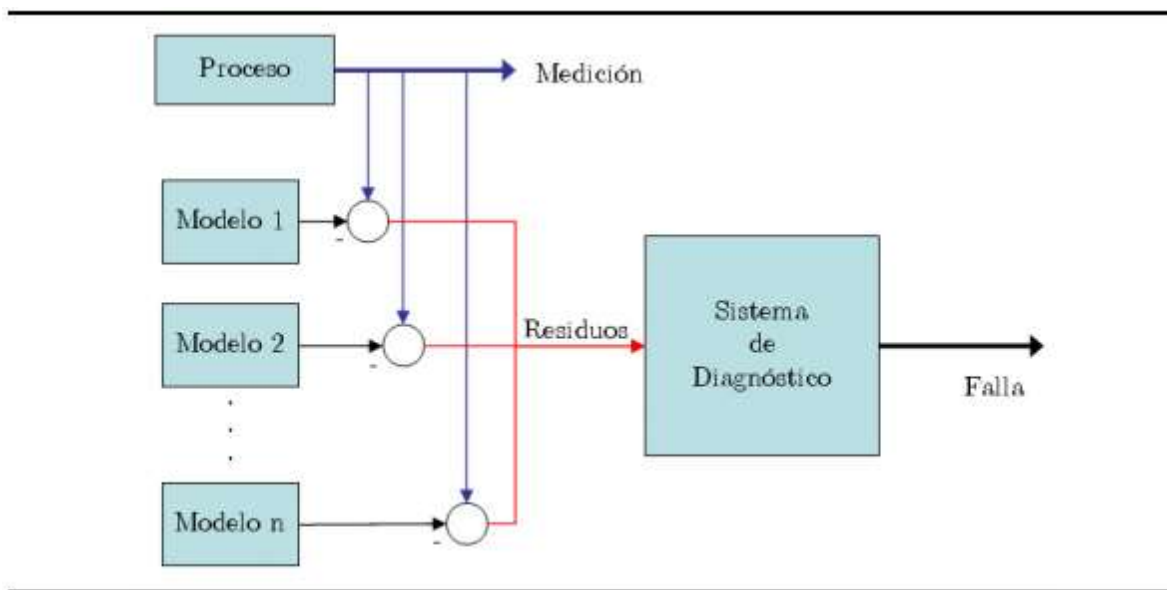 Proceso
Medición
Modelo 1
-
Modelo 2
-
Residuos
Sistema
de
Diagnóstico
Falla
.
.
.
Modelo n
-